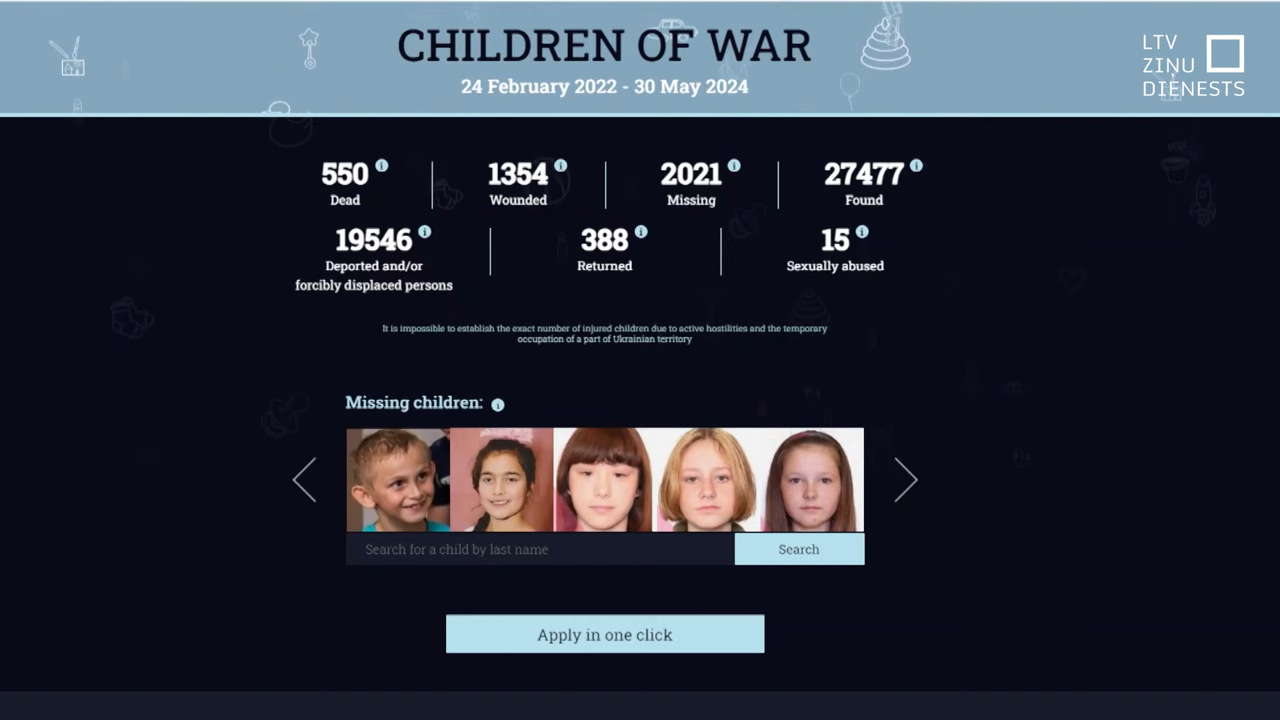 CHILDREN OF WAR
24 February 2022 - 30 May 2024
LTV
ZIŅU
DIENESTS
550
Dead
1354
Wounded
2021
Missing
27477
Found
19546
Deported and/or
forcibly displaced persons
388
Returned
15
Sexually abused
It is impossible to establish the exact number of injured children due to active hostilities and the temporary
occupation of a part of Ukrainian territory
Missing children:
Search for a child by last name
Search
Apply in one click